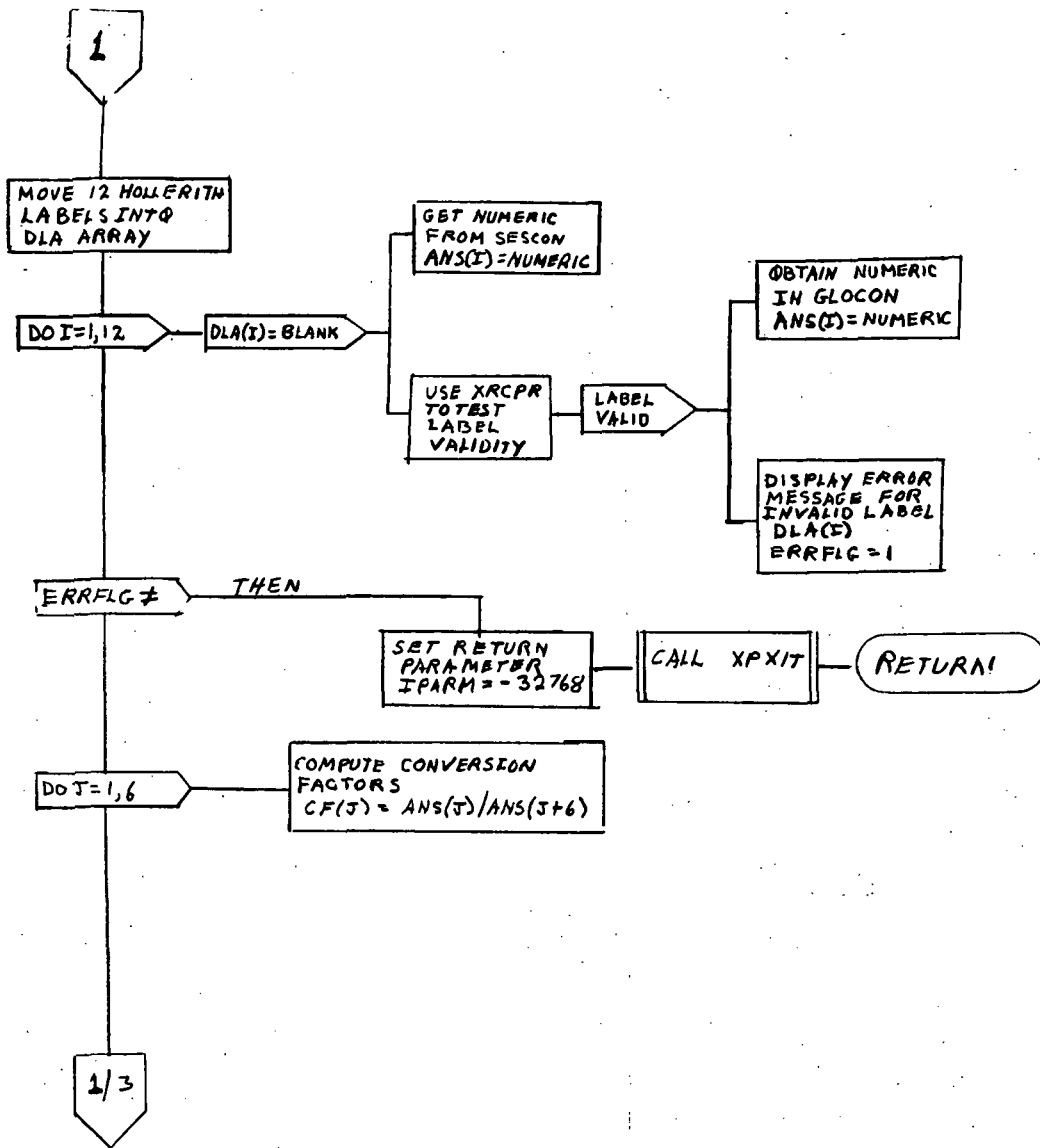 1
MOVE 12 HOLLERITH
LABELS INTO
DLA ARRAY
GET NUMERIC
FROM SESCON
ANS(I)=NUMERIC
OBTAIN NUMERIC
IN GLOCON
ANS(I)=NUMERIC
DO I=1,12
DLA(I)=BLANK
USE XRCPR
TO TEST
LABEL
VALIDITY
LABEL
VALID
DISPLAY ERROR
MESSAGE FOR
INVALID LABEL
DLA(I)
ERRFLG=1
ERRFLG ≠
THEN
SET RETURN
PARAMETER
IPARM=-32768
CALL XPXIT
RETURN
DO J=1,6
COMPUTE CONVERSION
FACTORS
CF(J) = ANS(J)/ANS(J+6)
1/3